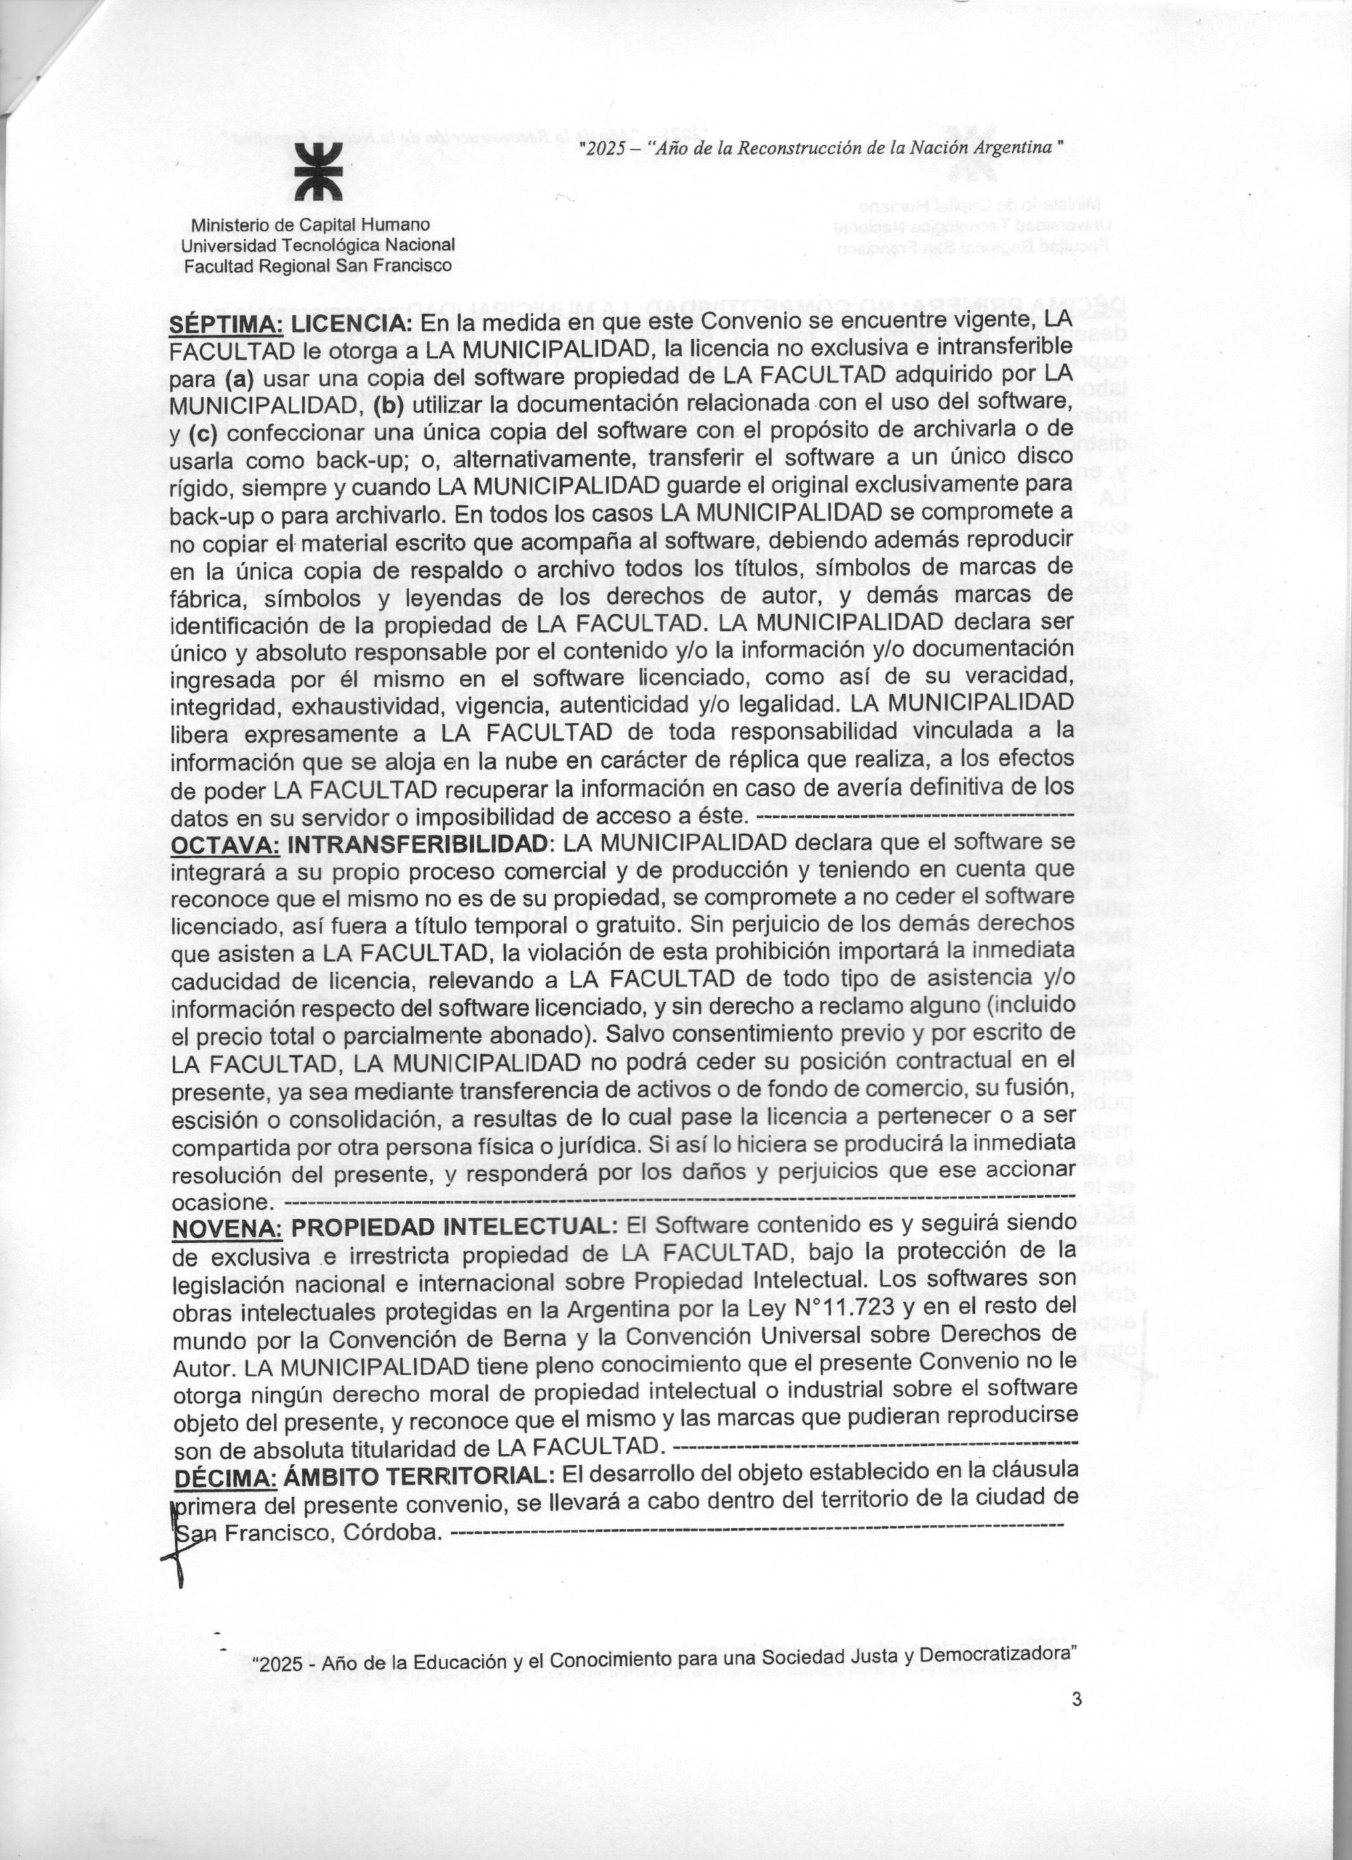 "2025 – “Año de la Reconstrucción de la Nación Argentina "
Ministerio de Capital Humano
Universidad Tecnológica Nacional
Facultad Regional San Francisco
SÉPTIMA: LICENCIA: En la medida en que este Convenio se encuentre vigente, LA
FACULTAD le otorga a LA MUNICIPALIDAD, la licencia no exclusiva e intransferible
para (a) usar una copia del software propiedad de LA FACULTAD adquirido por LA
MUNICIPALIDAD, (b) utilizar la documentación relacionada con el uso del software,
y (c) confeccionar una única copia del software con el propósito de archivarla o de
usarla como back-up; o, alternativamente, transferir el software a un único disco
rígido, siempre y cuando LA MUNICIPALIDAD guarde el original exclusivamente para
back-up o para archivarlo. En todos los casos LA MUNICIPALIDAD se compromete a
no copiar el material escrito que acompaña al software, debiendo además reproducir
en la única copia de respaldo o archivo todos los títulos, símbolos de marcas de
fábrica, símbolos y leyendas de los derechos de autor, y demás marcas de
identificación de la propiedad de LA FACULTAD. LA MUNICIPALIDAD declara ser
único y absoluto responsable por el contenido y/o la información y/o documentación
ingresada por él mismo en el software licenciado, como así de su veracidad,
integridad, exhaustividad, vigencia, autenticidad y/o legalidad. LA MUNICIPALIDAD
libera expresamente a LA FACULTAD de toda responsabilidad vinculada a la
información que se aloja en la nube en carácter de réplica que realiza, a los efectos
de poder LA FACULTAD recuperar la información en caso de avería definitiva de los
datos en su servidor o imposibilidad de acceso a éste. ----------------------------------------
OCTAVA: INTRANSFERIBILIDAD: LA MUNICIPALIDAD declara que el software se
integrará a su propio proceso comercial y de producción y teniendo en cuenta que
reconoce que el mismo no es de su propiedad, se compromete a no ceder el software
licenciado, así fuera a título temporal o gratuito. Sin perjuicio de los demás derechos
que asisten a LA FACULTAD, la violación de esta prohibición importará la inmediata
caducidad de licencia, relevando a LA FACULTAD de todo tipo de asistencia y/o
información respecto del software licenciado, y sin derecho a reclamo alguno (incluido
el precio total o parcialmente abonado). Salvo consentimiento previo y por escrito de
LA FACULTAD, LA MUNICIPALIDAD no podrá ceder su posición contractual en el
presente, ya sea mediante transferencia de activos o de fondo de comercio, su fusión,
escisión o consolidación, a resultas de lo cual pase la licencia a pertenecer o a ser
compartida por otra persona física o jurídica. Si así lo hiciera se producirá la inmediata
resolución del presente, y responderá por los daños y perjuicios que ese accionar
ocasione. ----------------------------------------------------------------------------------------------------
NOVENA: PROPIEDAD INTELECTUAL: El Software contenido es y seguirá siendo
de exclusiva e irrestricta propiedad de LA FACULTAD, bajo la protección de la
legislación nacional e internacional sobre Propiedad Intelectual. Los softwares son
obras intelectuales protegidas en la Argentina por la Ley N°11.723 y en el resto del
mundo por la Convención de Berna y la Convención Universal sobre Derechos de
Autor. LA MUNICIPALIDAD tiene pleno conocimiento que el presente Convenio no le
otorga ningún derecho moral de propiedad intelectual o industrial sobre el software
objeto del presente, y reconoce que el mismo y las marcas que pudieran reproducirse
son de absoluta titularidad de LA FACULTAD. ---------------------------------------------------
DÉCIMA: ÁMBITO TERRITORIAL: El desarrollo del objeto establecido en la cláusula
primera del presente convenio, se llevará a cabo dentro del territorio de la ciudad de
San Francisco, Córdoba. -----------------------------------------------------------------------------
“2025 - Año de la Educación y el Conocimiento para una Sociedad Justa y Democratizadora”
3